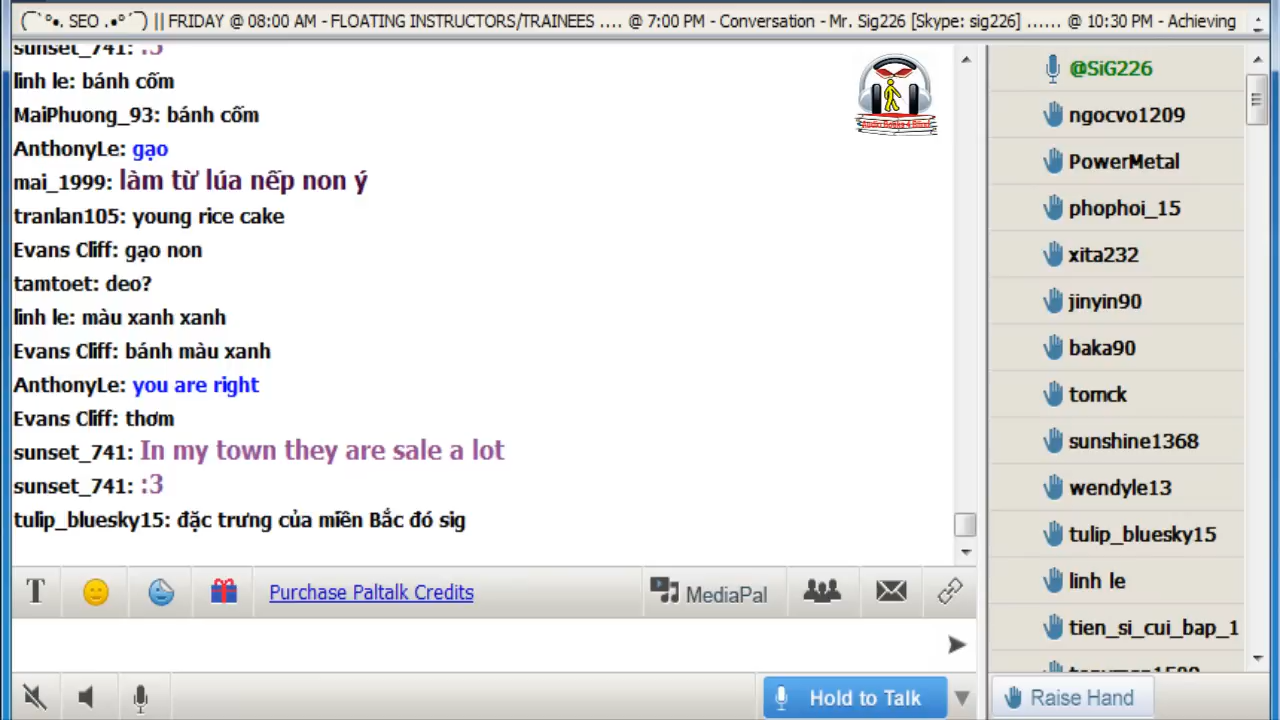 (¯`°•. SEO .•°´¯) || FRIDAY @ 08:00 AM - FLOATING INSTRUCTORS/TRAINEES .... @ 7:00 PM - Conversation - Mr. Sig226 [Skype: sig226] ...... @ 10:30 PM - Achieving
sunset_741: :3
linh le: bánh cốm
MaiPhuong_93: bánh cốm
AnthonyLe: gạo
mai_1999: làm từ lúa nếp non ý
tranlan105: young rice cake
Evans Cliff: gạo non
tamtoet: deo?
linh le: màu xanh xanh
Evans Cliff: bánh màu xanh
AnthonyLe: you are right
Evans Cliff: thơm
sunset_741: In my town they are sale a lot
sunset_741: :3
tulip_bluesky15: đặc trưng của miền Bắc đó sig
T
Purchase Paltalk Credits
MediaPal
Hold to Talk
@SiG226
ngocvo1209
PowerMetal
phophoi_15
xita232
jinyin90
baka90
tomck
sunshine1368
wendyle13
tulip_bluesky15
linh le
tien_si_cui_bap_1
Raise Hand